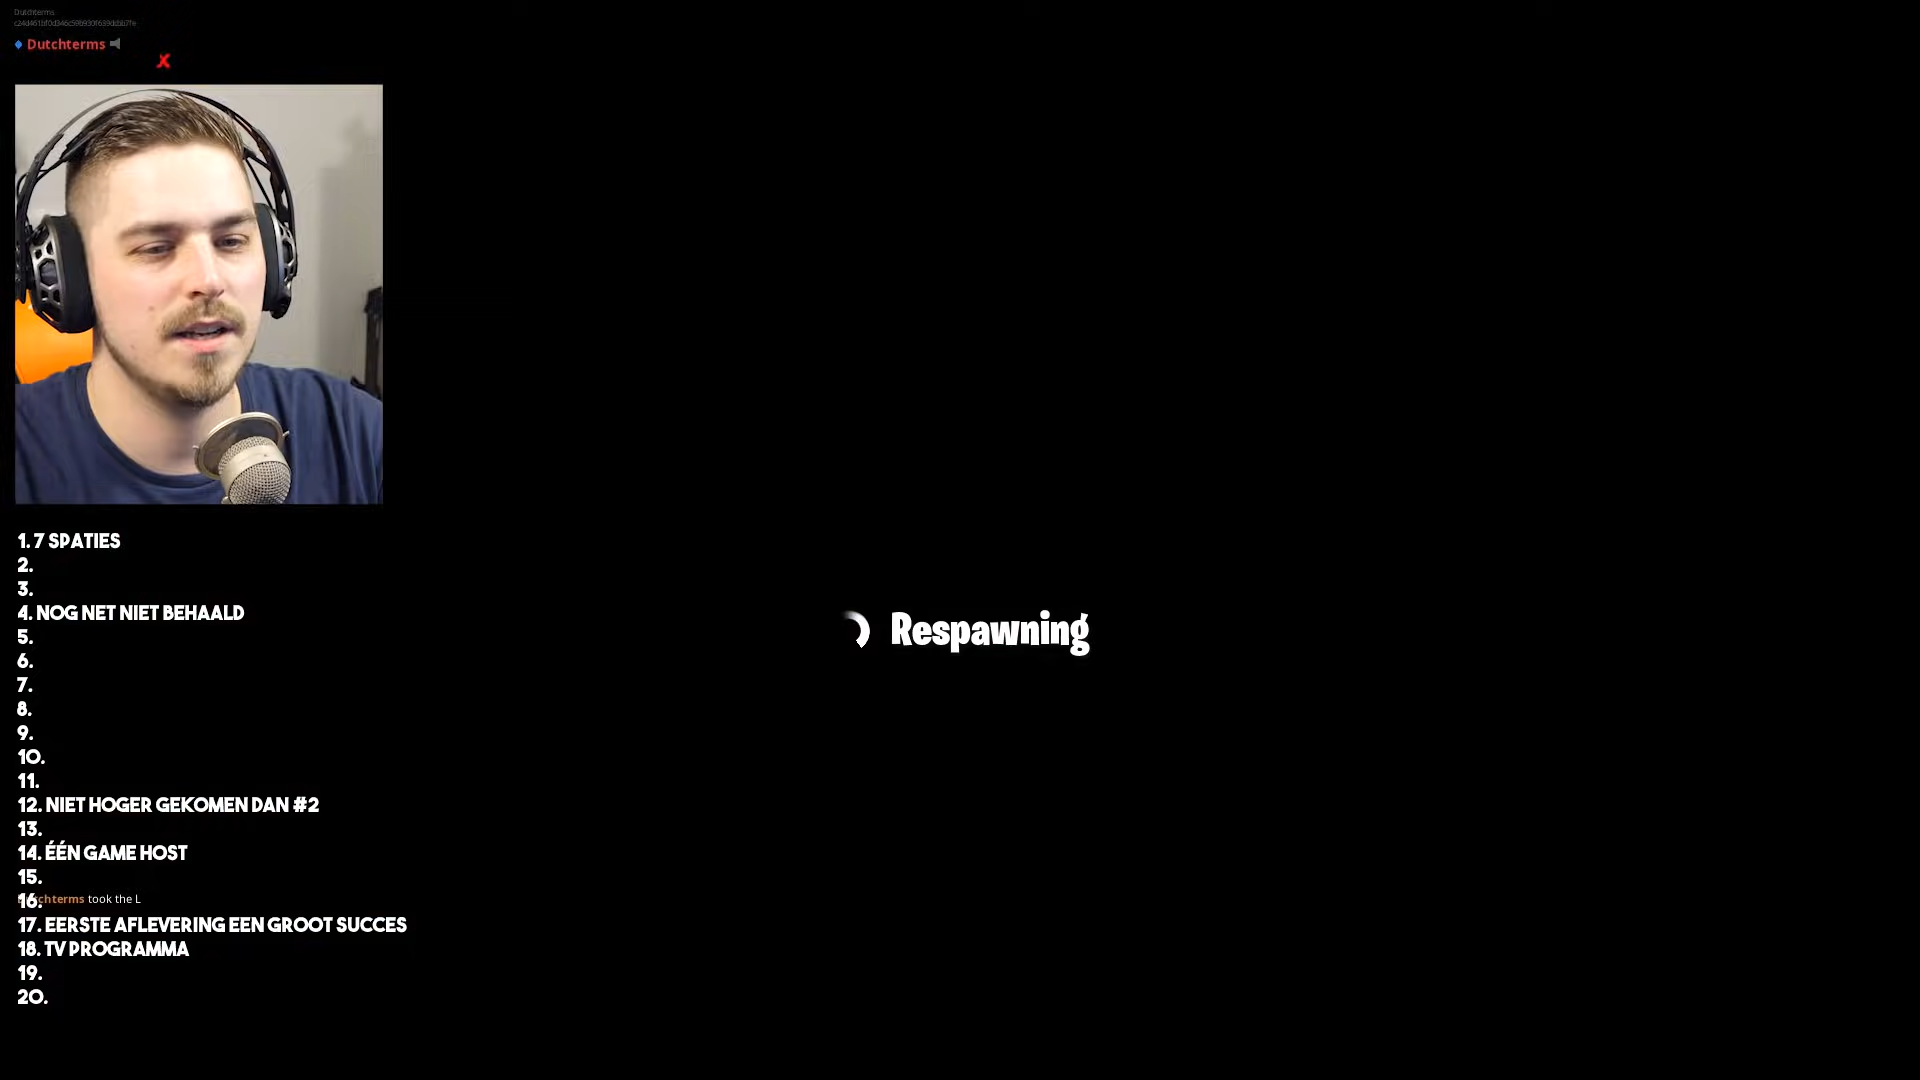 Dutchterms
Dutchterms
X
1. 7 SPATIES
2.
3.
4. NOG NET NIET BEHAALD
5.
6.
7.
8.
9.
10.
11.
12. NIET HOGER GEKOMEN DAN #2
13.
14. ÉÉN GAME HOST
15.
16.
chterms took the L
17. EERSTE AFLEVERING EEN GROOT SUCCES
18. TV PROGRAMMA
19.
20.
Respawning